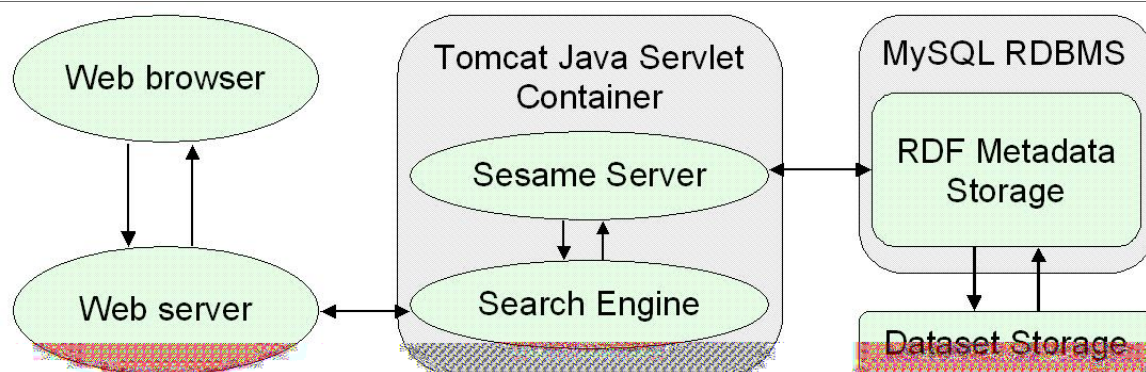 Web browser
Web server
Tomcat Java Servlet
Container
Sesame Server
Search Engine
MySQL RDBMS
RDF Metadata
Storage
Dataset Storage